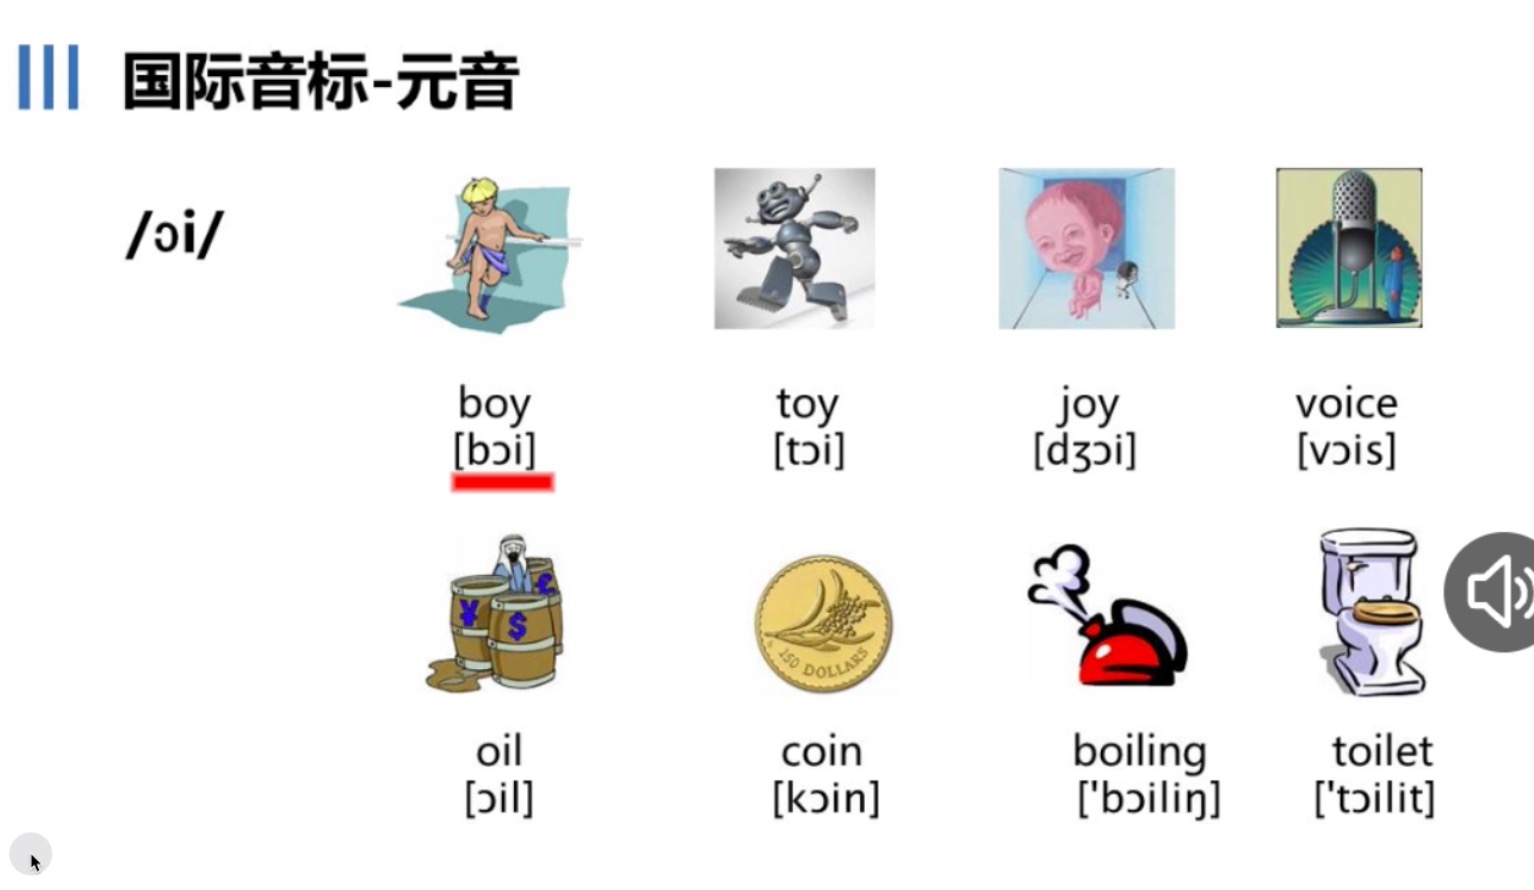 国际音标-元音
/ɔi/
boy toy joy voice
[bɔi] [tɔi] [dʒɔi] [vɔis]
¥ $ £
150 DOLLARS
oil coin boiling toilet
[ɔil] [kɔin] ['bɔiliŋ] ['tɔilit]